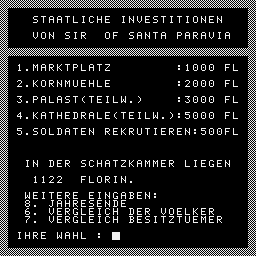 STAATLICHE INVESTITIONEN
VON SIR  OF SANTA PARAVIA
1.MARKTPLATZ        :1000 FL
2.KORNMUEHLE        :2000 FL
3.PALAST(TEILW.)    :3000 FL
4.KATHEDRALE(TEILW.):5000 FL
5.SOLDATEN REKRUTIEREN:500FL
IN DER SCHATZKAMMER LIEGEN
1122  FLORIN.
WEITERE EINGABEN:
8. JAHRESENDE
6. VERGLEICH DER VOELKER
7. VERGLEICH BESITZTUEMER
IHRE WAHL :